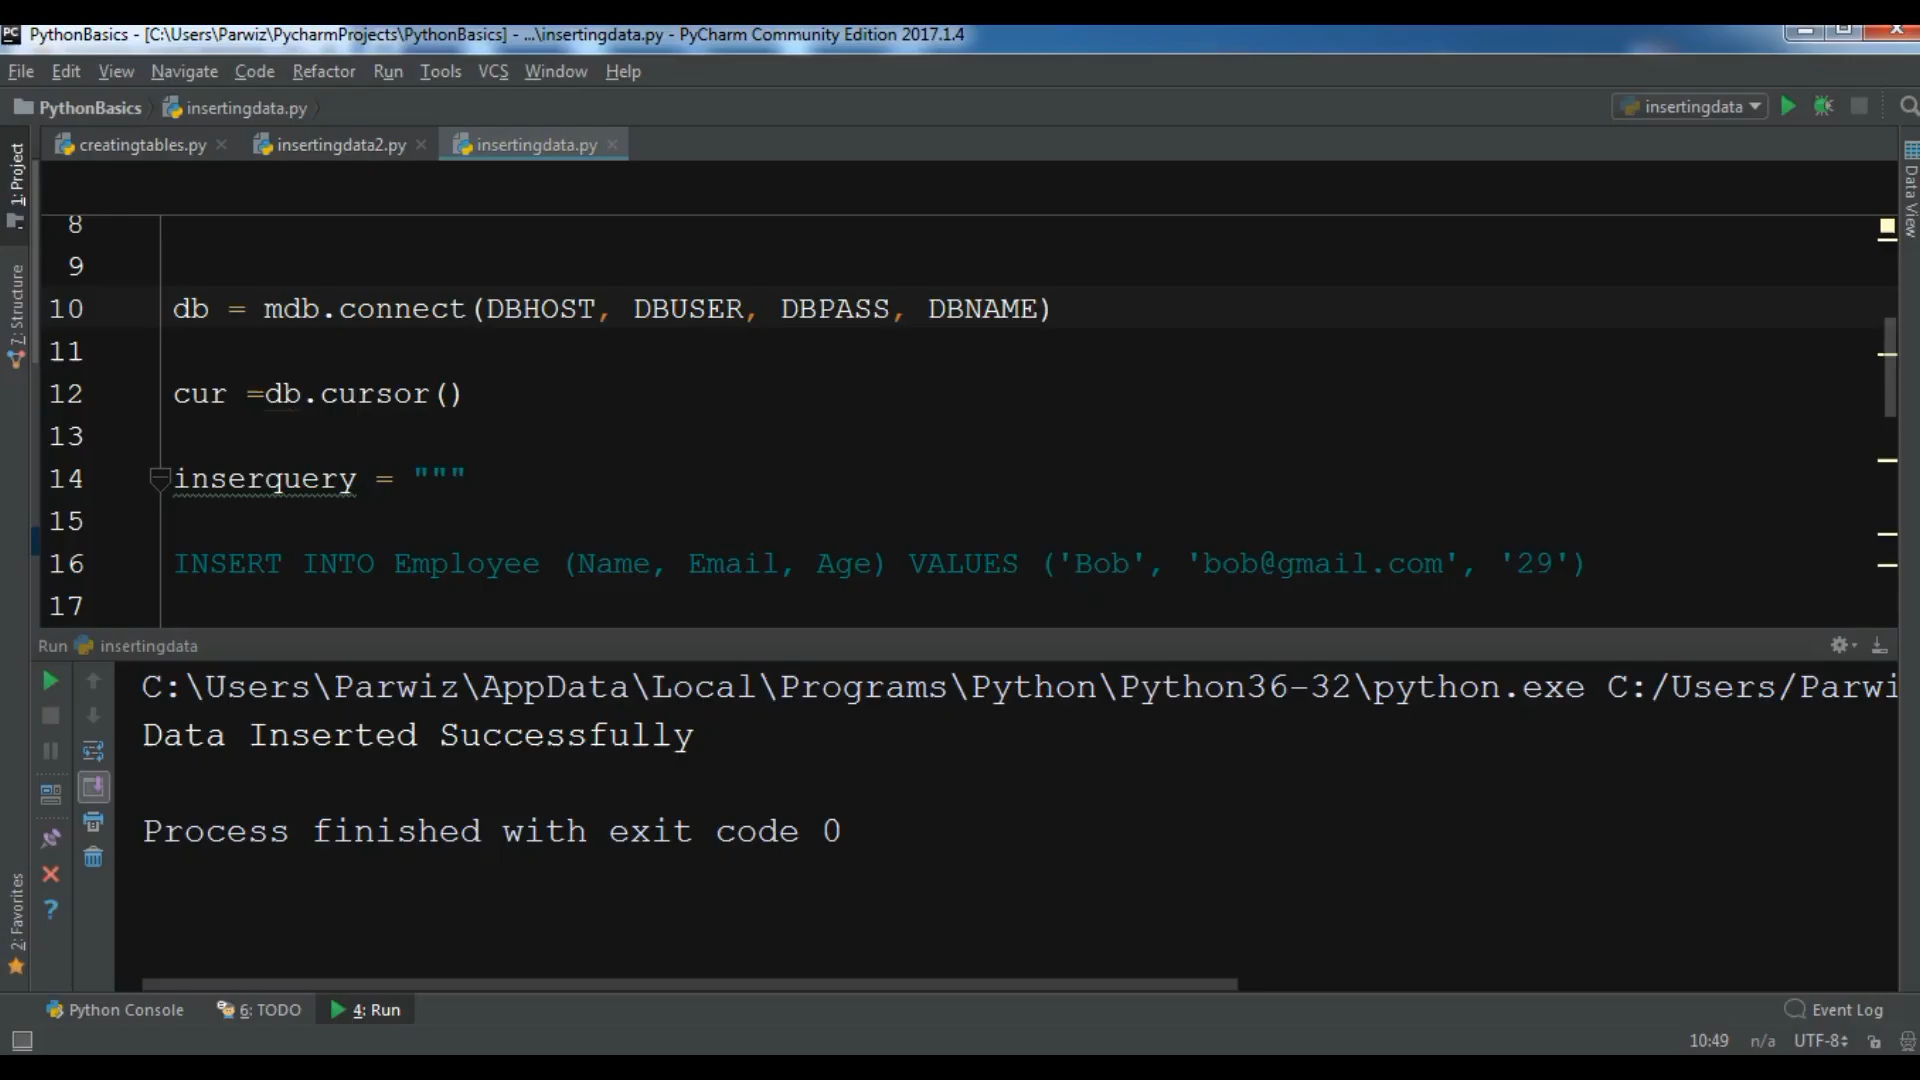 PC PythonBasics - [C:\Users\Parwiz\PycharmProjects\PythonBasics] - ...\insertingdata.py - PyCharm Community Edition 2017.1.4
File Edit View Navigate Code Refactor Run Tools VCS Window Help
PythonBasics insertingdata.py insertingdata
creatingtables.py insertingdata2.py insertingdata.py
1: Project
7: Structure
2: Favorites
Data View
8
9
10 db = mdb.connect(DBHOST, DBUSER, DBPASS, DBNAME)
11
12 cur =db.cursor()
13
14 inserquery = """
15
16 INSERT INTO Employee (Name, Email, Age) VALUES ('Bob', 'bob@gmail.com', '29')
17
Run insertingdata
C:\Users\Parwiz\AppData\Local\Programs\Python\Python36-32\python.exe C:/Users/Parwi
Data Inserted Successfully
Process finished with exit code 0
Python Console 6: TODO 4: Run Event Log
10:49 n/a UTF-8